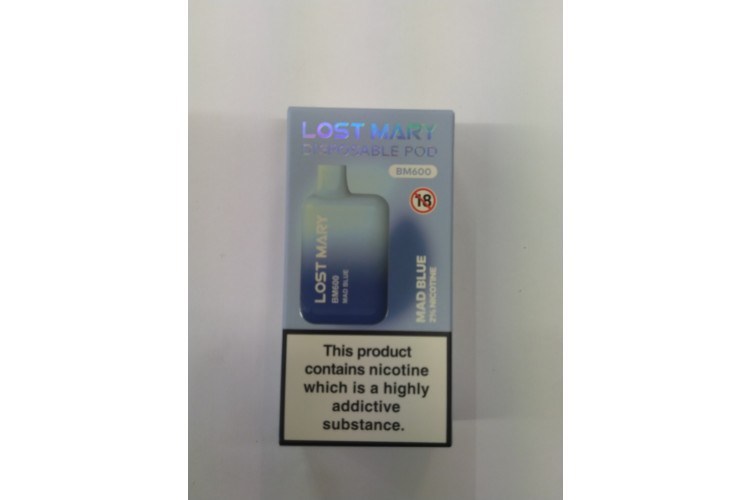 LOST MARY
DISPOSABLE POD
BM600
18
LOST MARY
BM600
MAD BLUE
MAD BLUE
2% NICOTINE
This product
contains nicotine
which is a highly
addictive
substance.